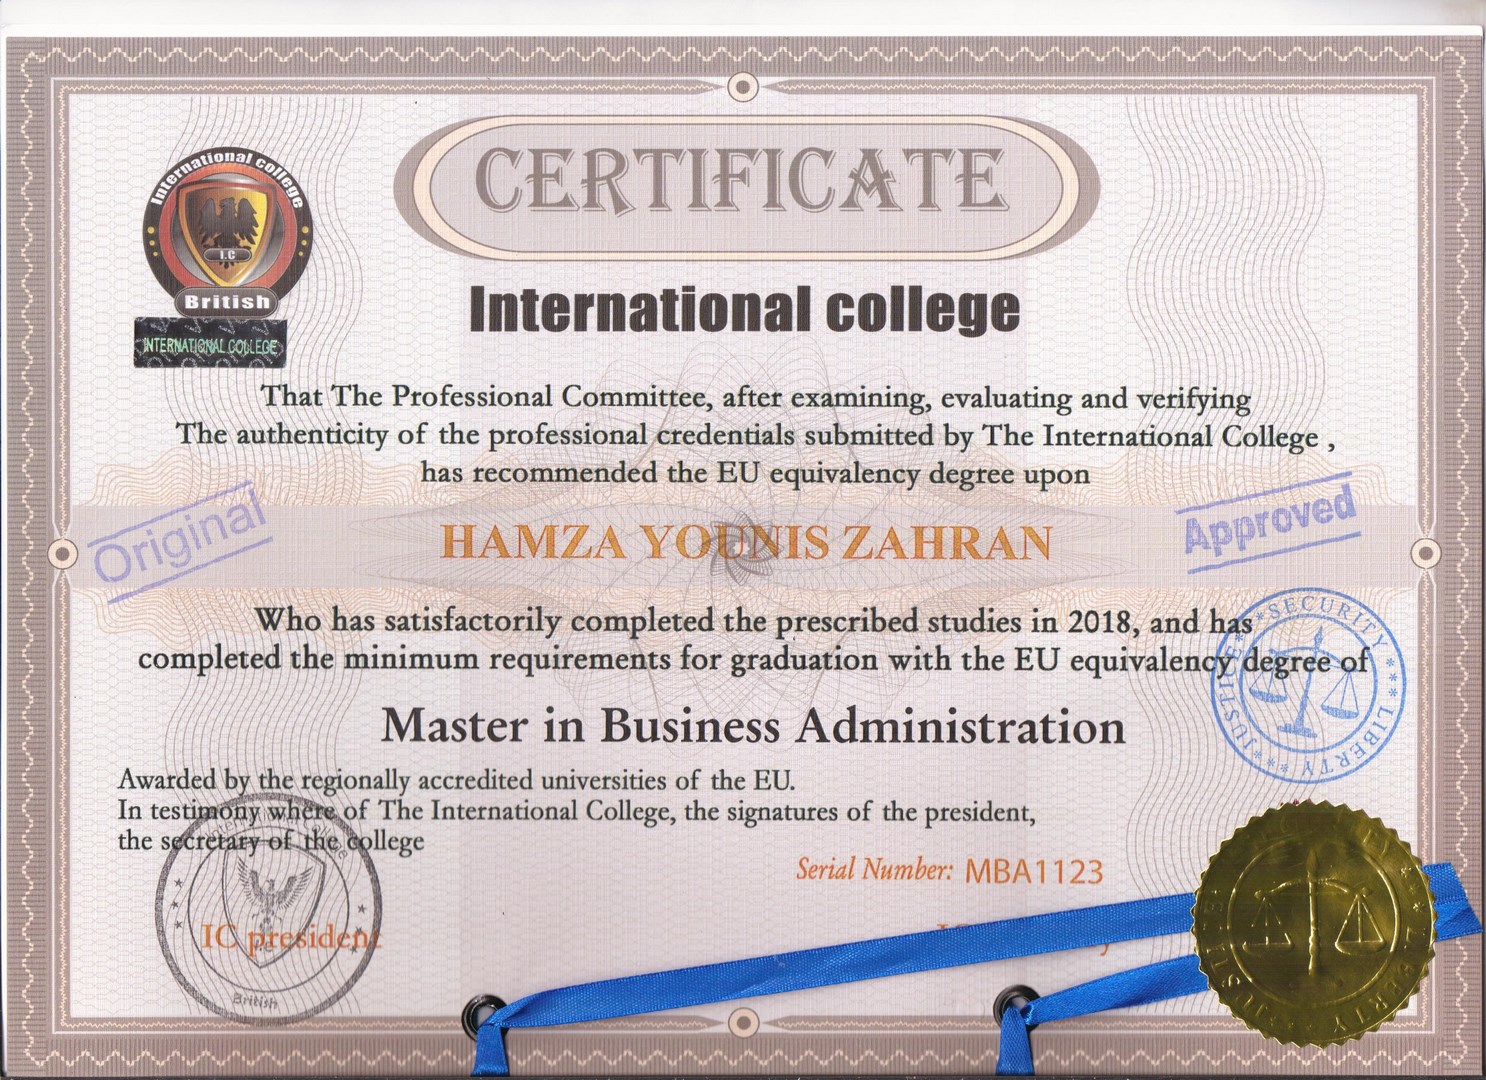 CERTIFICATE
International college
I.C
British
INTERNATIONAL COLLEGE
International college
That The Professional Committee, after examining, evaluating and verifying
The authenticity of the professional credentials submitted by The International College ,
has recommended the EU equivalency degree upon
Original
HAMZA YOUNIS ZAHRAN
Approved
Who has satisfactorily completed the prescribed studies in 2018, and has
completed the minimum requirements for graduation with the EU equivalency degree of
SECURITY *** LIBERTY *** JUSTICE ***
Master in Business Administration
Awarded by the regionally accredited universities of the EU.
In testimony where of The International College, the signatures of the president,
the secretary of the college
Serial Number: MBA1123
IC president
British